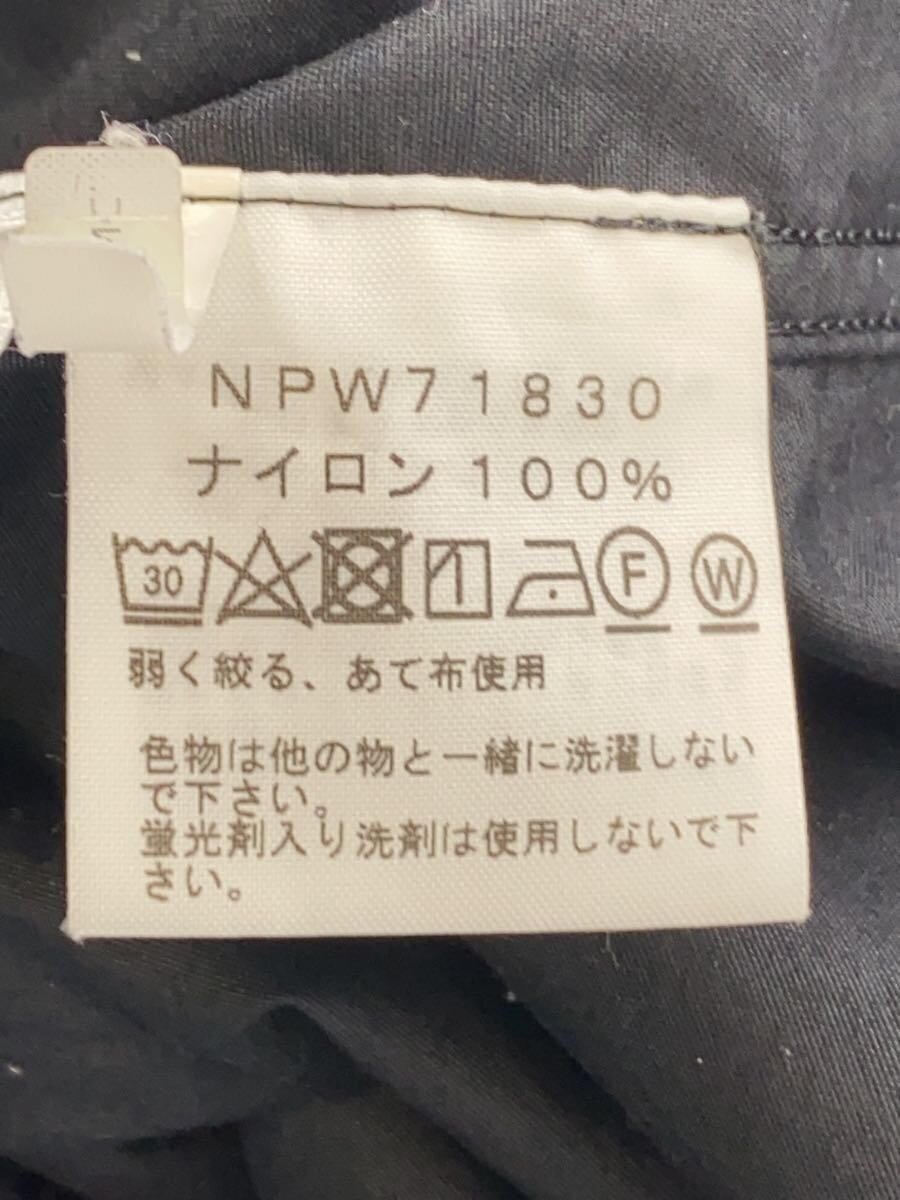 NPW71830
ナイロン100%
30 F W
弱く絞る、あて布使用
色物は他の物と一緒に洗濯しない
で下さい。
蛍光剤入り洗剤は使用しないで下
さい。